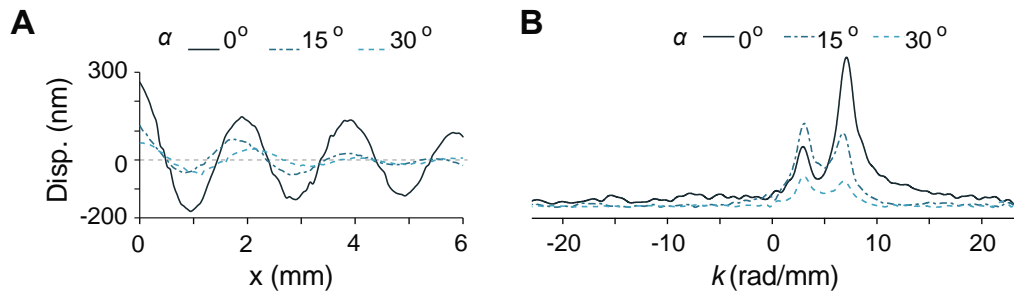 A
α 0° 15° 30°
300
0
-200
Disp. (nm)
0 2 4 6
x (mm)
B
α 0° 15° 30°
-20 -10 0 10 20
k (rad/mm)